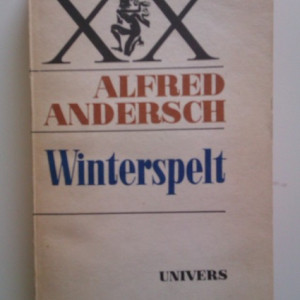 XX
ALFRED
ANDERSCH
Winterspelt
UNIVERS